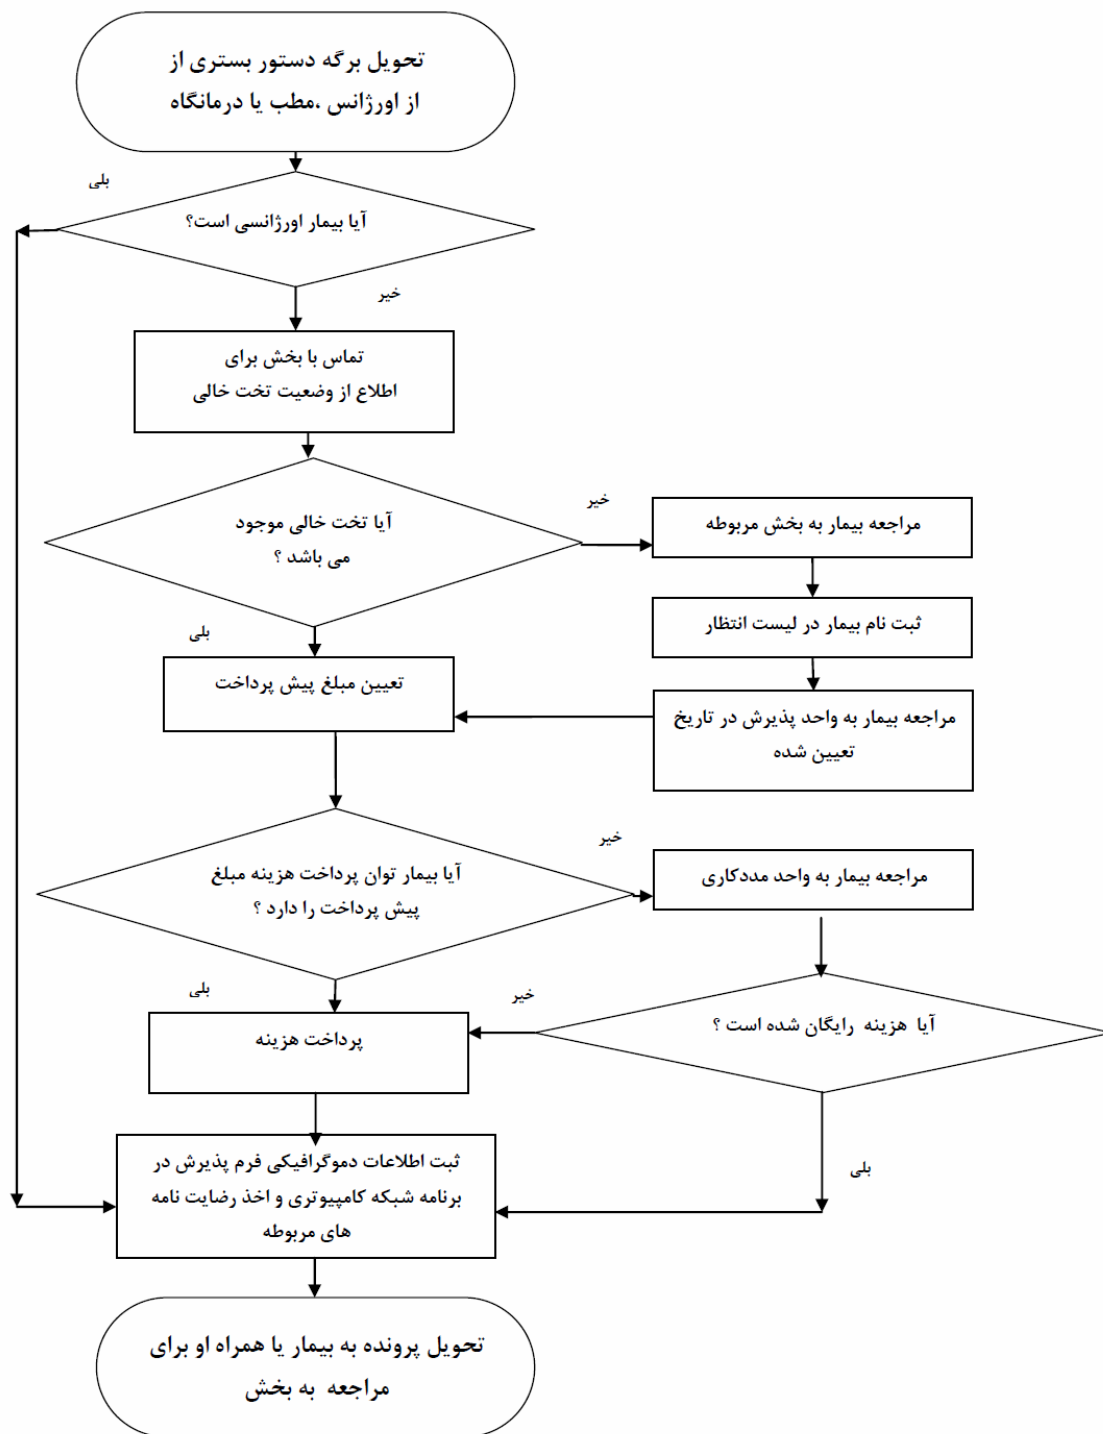 تحویل برگه دستور بستری از
از اورژانس ،مطب یا درمانگاه
بلی
آیا بیمار اورژانسی است؟
خیر
تماس با بخش برای
اطلاع از وضعیت تخت خالی
آیا تخت خالی موجود
می باشد ؟
خیر
مراجعه بیمار به بخش مربوطه
ثبت نام بیمار در لیست انتظار
بلی
تعیین مبلغ پیش پرداخت
مراجعه بیمار به واحد پذیرش در تاریخ
تعیین شده
آیا بیمار توان پرداخت هزینه مبلغ
پیش پرداخت را دارد ؟
خیر
مراجعه بیمار به واحد مددکاری
بلی
خیر
آیا هزینه رایگان شده است ؟
پرداخت هزینه
بلی
ثبت اطلاعات دموگرافیکی فرم پذیرش در
برنامه شبکه کامپیوتری و اخذ رضایت نامه
های مربوطه
تحویل پرونده به بیمار یا همراه او برای
مراجعه به بخش